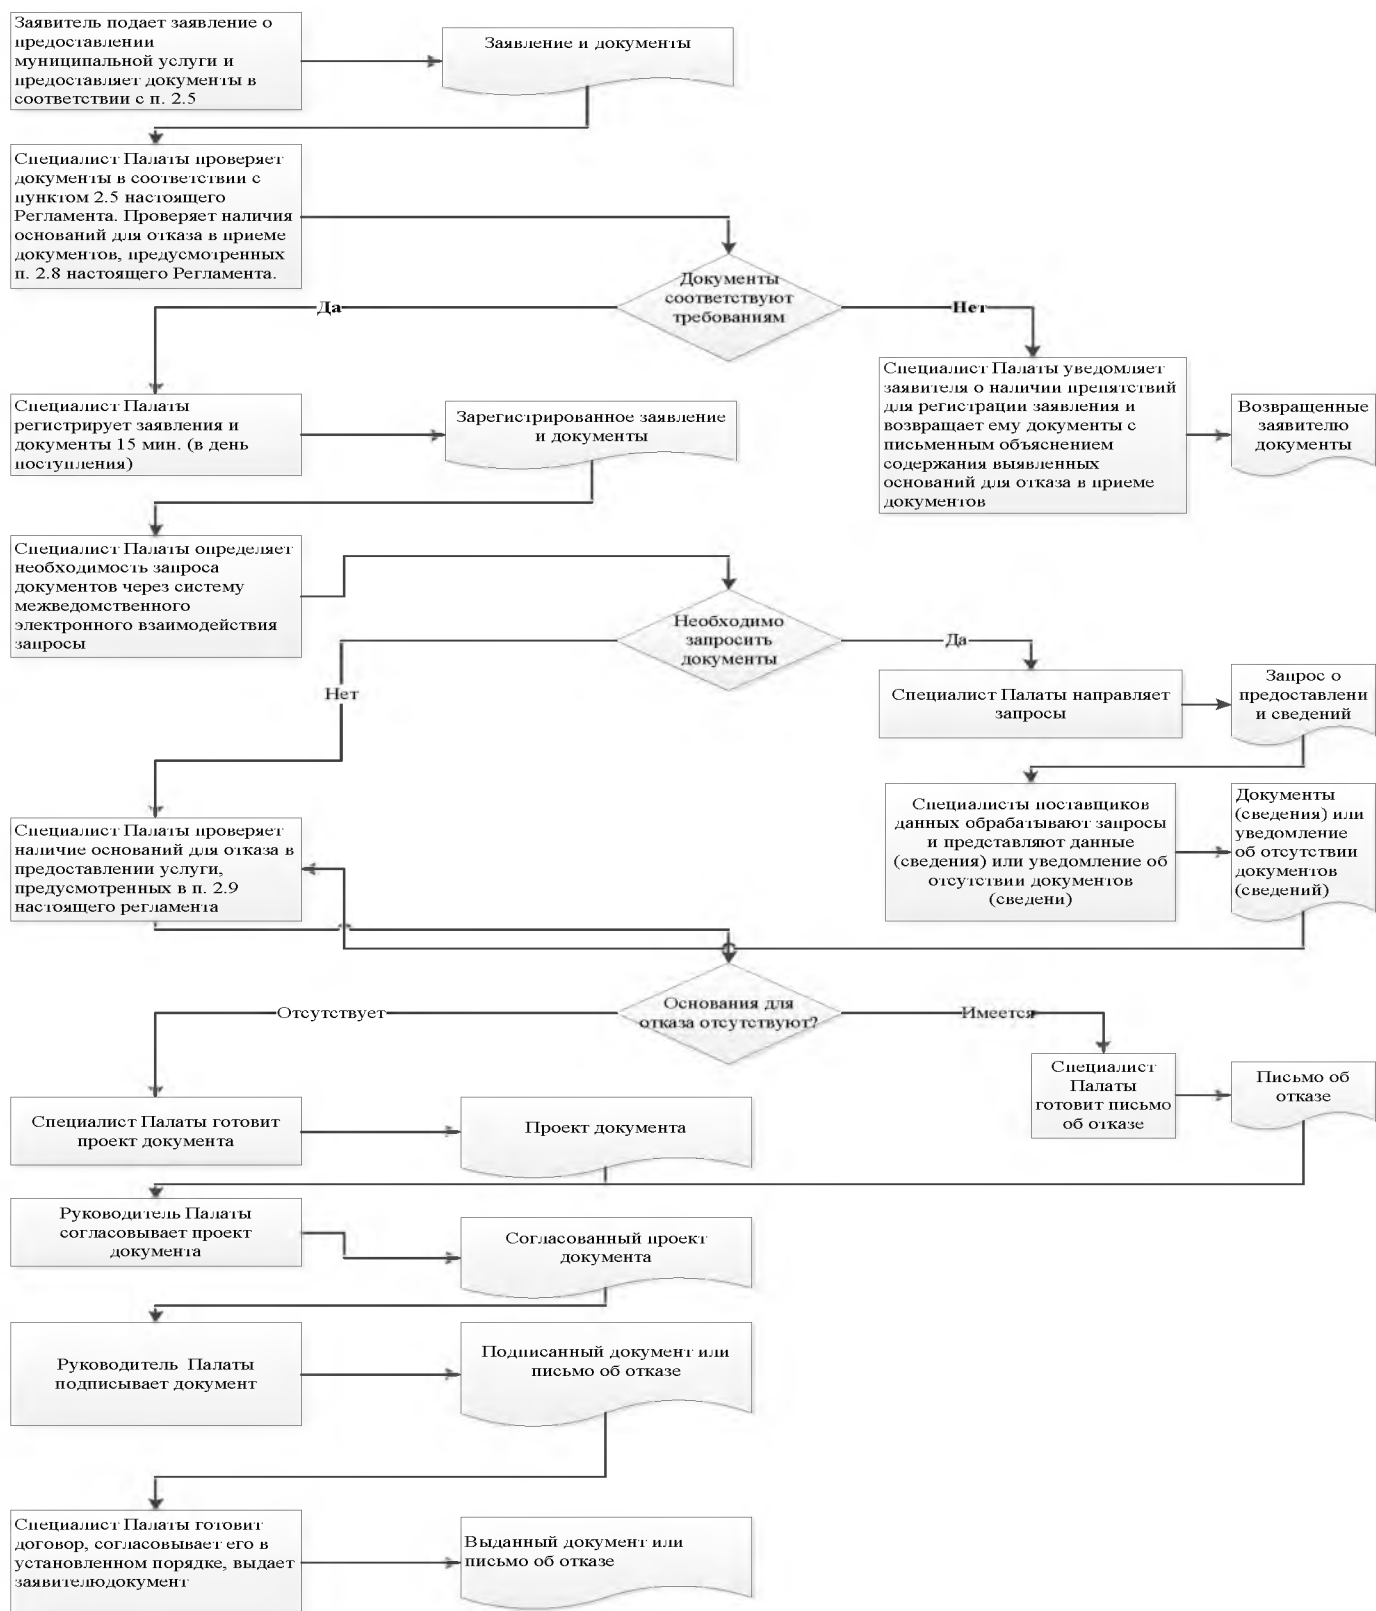 Заявитель подает заявление о
предоставлении
муниципальной услуги и
предоставляет документы в
соответствии с п. 2.5
Заявление и документы
Специалист Палаты проверяет
документы в соответствии с
пунктом 2.5 настоящего
Регламента. Проверяет наличия
оснований для отказа в приеме
документов, предусмотренных
п. 2.8 настоящего Регламента.
Документы
соответствуют
требованиям
Да
Нет
Специалист Палаты
регистрирует заявления и
документы 15 мин. (в день
поступления)
Зарегистрированное заявление
и документы
Специалист Палаты уведомляет
заявителя о наличии препятствий
для регистрации заявления и
возвращает ему документы с
письменным объяснением
содержания выявленных
оснований для отказа в приеме
документов
Возвращенные
заявителю
документы
Специалист Палаты определяет
необходимость запроса
документов через систему
межведомственного
электронного взаимодействия
запросы
Необходимо
запросить
документы
Да
Нет
Специалист Палаты направляет
запросы
Запрос о
предоставлени
и сведений
Специалисты поставщиков
данных обрабатывают запросы
и представляют данные
(сведения) или уведомление об
отсутствии документов
(сведени)
Документы
(сведения) или
уведомление
об отсутствии
документов
(сведений)
Специалист Палаты проверяет
наличие оснований для отказа в
предоставлении услуги,
предусмотренных в п. 2.9
настоящего регламента
Основания для
отказа отсутствуют?
Отсутствует
Имеется
Специалист
Палаты
готовит письмо
об отказе
Письмо об
отказе
Специалист Палаты готовит
проект документа
Проект документа
Руководитель Палаты
согласовывает проект
документа
Согласованный проект
документа
Руководитель  Палаты
подписывает документ
Подписанный документ или
письмо об отказе
Специалист Палаты готовит
договор, согласовывает его в
установленном порядке, выдает
заявителюдокумент
Выданный документ или
письмо об отказе